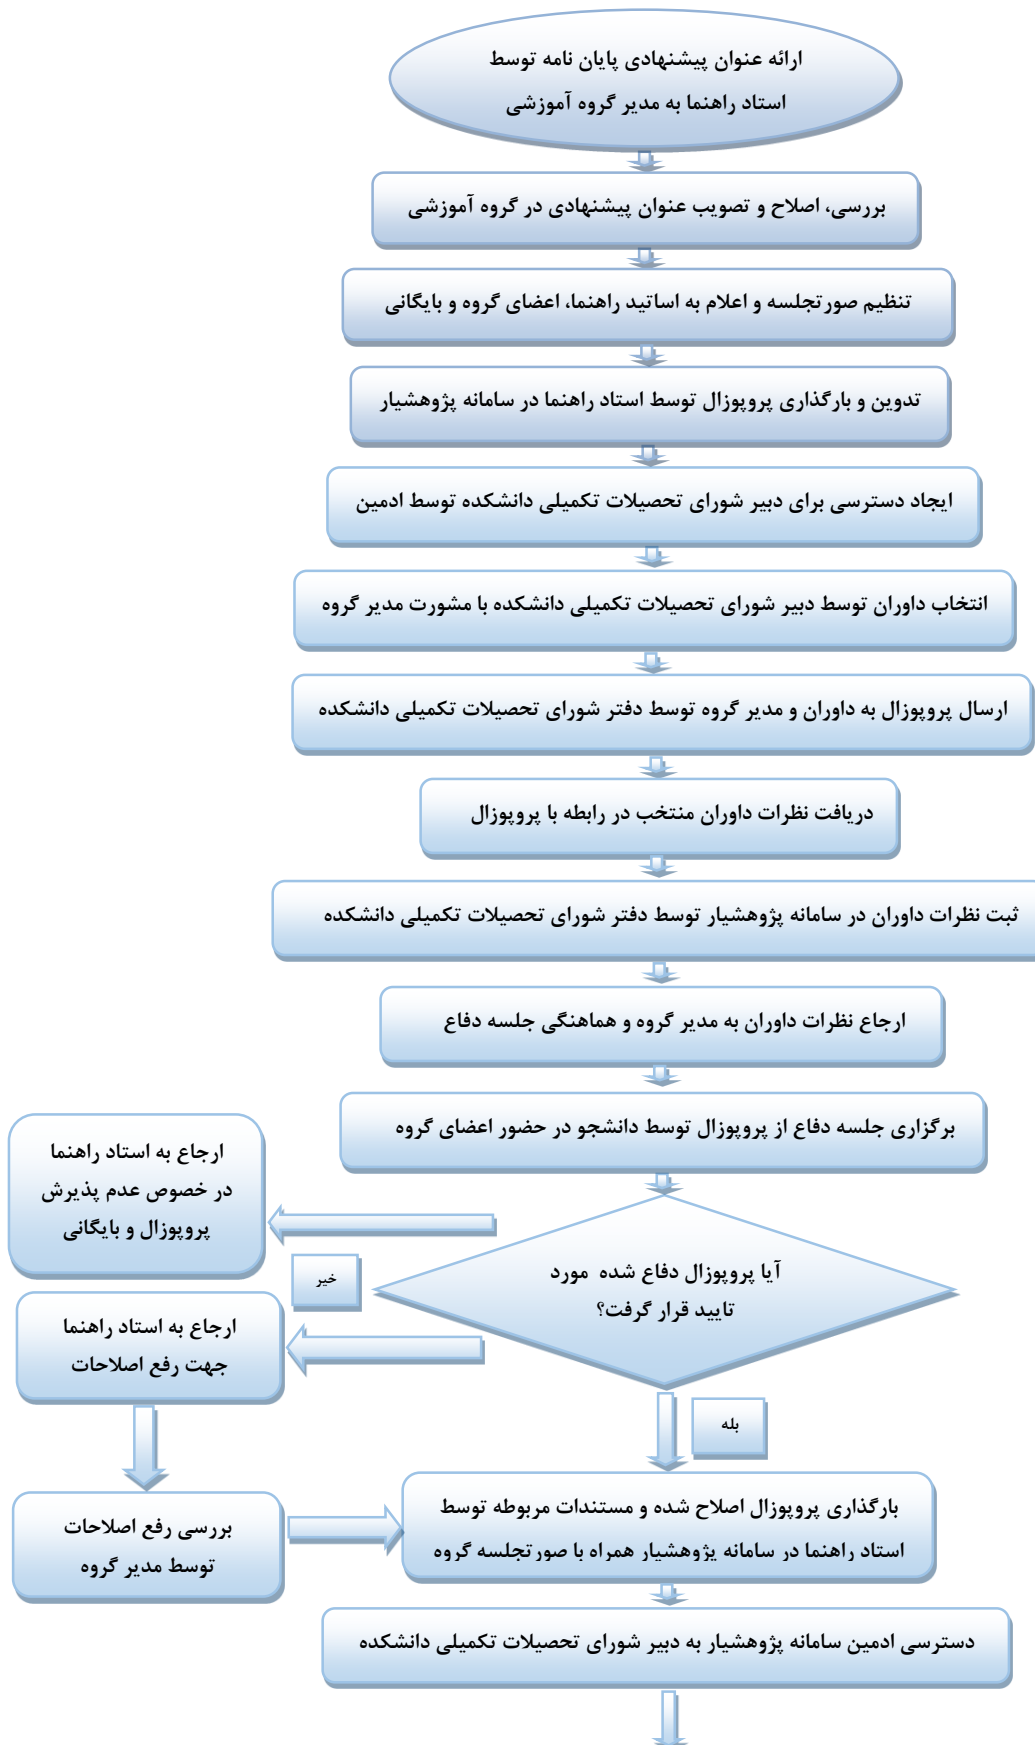 ارائه عنوان پیشنهادی پایان نامه توسط
استاد راهنما به مدیر گروه آموزشی
بررسی، اصلاح و تصویب عنوان پیشنهادی در گروه آموزشی
تنظیم صورتجلسه و اعلام به اساتید راهنما، اعضای گروه و بایگانی
تدوین و بارگذاری پروپوزال توسط استاد راهنما در سامانه پژوهشیار
ایجاد دسترسی برای دبیر شورای تحصیلات تکمیلی دانشکده توسط ادمین
انتخاب داوران توسط دبیر شورای تحصیلات تکمیلی دانشکده با مشورت مدیر گروه
ارسال پروپوزال به داوران و مدیر گروه توسط دفتر شورای تحصیلات تکمیلی دانشکده
دریافت نظرات داوران منتخب در رابطه با پروپوزال
ثبت نظرات داوران در سامانه پژوهشیار توسط دفتر شورای تحصیلات تکمیلی دانشکده
ارجاع نظرات داوران به مدیر گروه و هماهنگی جلسه دفاع
برگزاری جلسه دفاع از پروپوزال توسط دانشجو در حضور اعضای گروه
ارجاع به استاد راهنما
در خصوص عدم پذیرش
پروپوزال و بایگانی
آیا پروپوزال دفاع شده مورد
تایید قرار گرفت؟
خیر
ارجاع به استاد راهنما
جهت رفع اصلاحات
بله
بررسی رفع اصلاحات
توسط مدیر گروه
بارگذاری پروپوزال اصلاح شده و مستندات مربوطه توسط
استاد راهنما در سامانه پژوهشیار همراه با صورتجلسه گروه
دسترسی ادمین سامانه پژوهشیار به دبیر شورای تحصیلات تکمیلی دانشکده